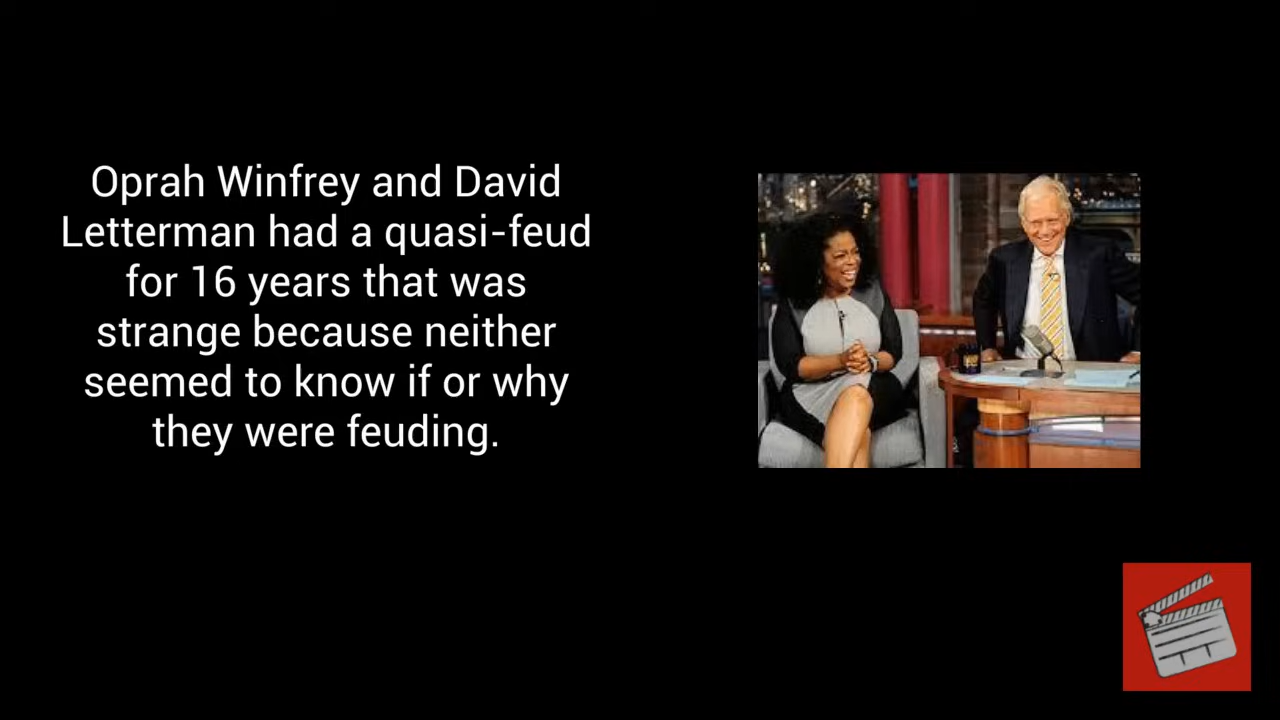 Oprah Winfrey and David
Letterman had a quasi-feud
for 16 years that was
strange because neither
seemed to know if or why
they were feuding.